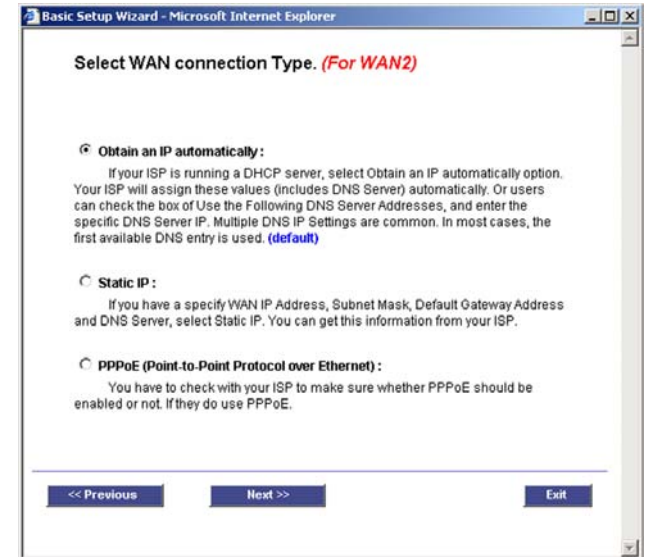 Basic Setup Wizard - Microsoft Internet Explorer
Select WAN connection Type. (For WAN2)
Obtain an IP automatically :
If your ISP is running a DHCP server, select Obtain an IP automatically option.
Your ISP will assign these values (includes DNS Server) automatically. Or users
can check the box of Use the Following DNS Server Addresses, and enter the
specific DNS Server IP. Multiple DNS IP Settings are common. In most cases, the
first available DNS entry is used. (default)
Static IP :
If you have a specify WAN IP Address, Subnet Mask, Default Gateway Address
and DNS Server, select Static IP. You can get this information from your ISP.
PPPoE (Point-to-Point Protocol over Ethernet) :
You have to check with your ISP to make sure whether PPPoE should be
enabled or not. If they do use PPPoE.
<< Previous Next >> Exit